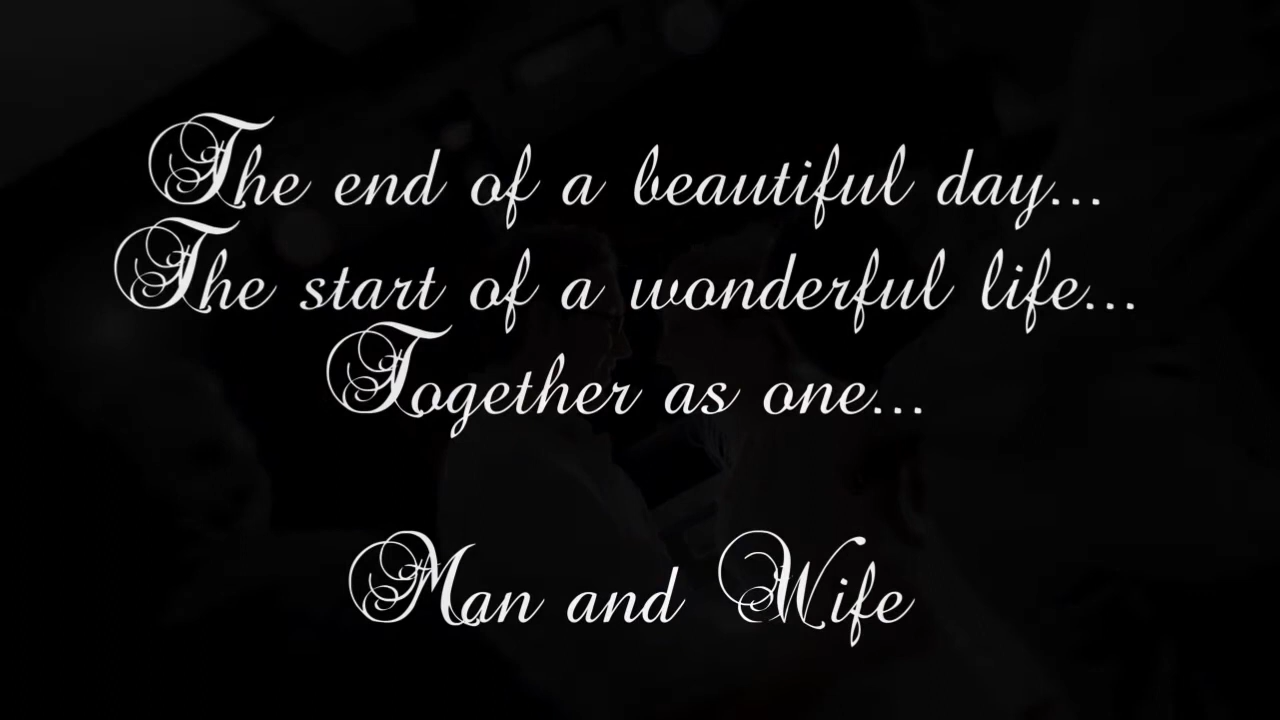 The end of a beautiful day...
The start of a wonderful life...
Together as one...
Man and Wife